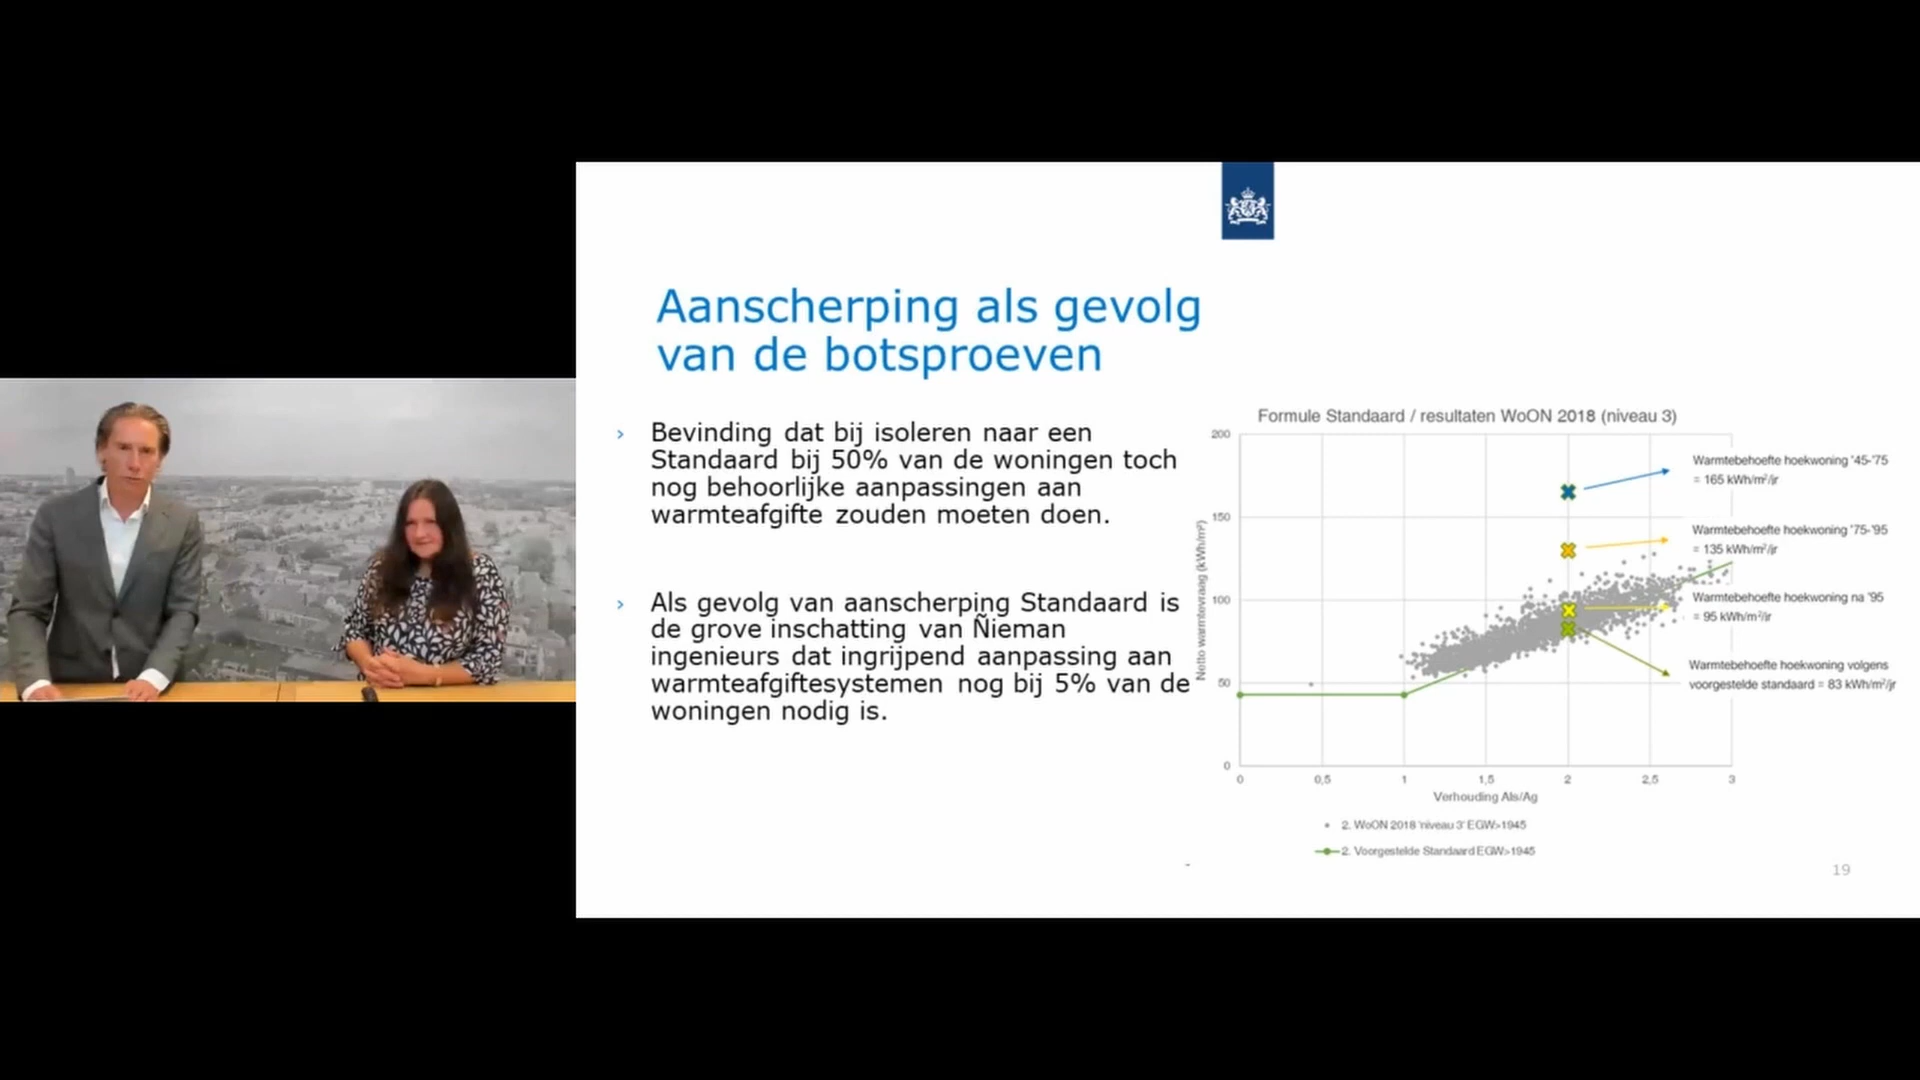 Aanscherping als gevolg
van de botsproeven
› Bevinding dat bij isoleren naar een
Standaard bij 50% van de woningen toch
nog behoorlijke aanpassingen aan
warmteafgifte zouden moeten doen.
› Als gevolg van aanscherping Standaard is
de grove inschatting van Ñieman
ingenieurs dat ingrijpend aanpassing aan
warmteafgiftesystemen nog bij 5% van de
woningen nodig is.
Formule Standaard / resultaten WoON 2018 (niveau 3)
Netto warmtevraag (kWh/m²)
200
150
100
50
0
0 0,5 1 1,5 2 2,5 3
Verhouding Als/Ag
Warmtebehoefte hoekwoning '45-'75
= 165 kWh/m²/jr
Warmtebehoefte hoekwoning '75-'95
= 135 kWh/m²/jr
Warmtebehoefte hoekwoning na '95
= 95 kWh/m²/jr
Warmtebehoefte hoekwoning volgens
voorgestelde standaard = 83 kWh/m²/jr
2. WoON 2018 'niveau 3' EGW>1945
2. Voorgestelde Standaard EGW>1945
19